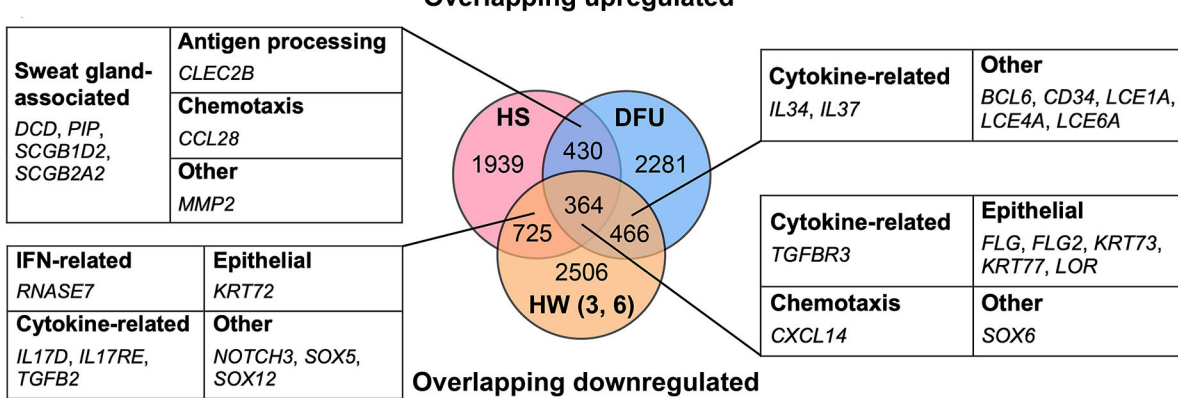 Overlapping upregulated
Sweat gland-
associated
DCD, PIP,
SCGB1D2,
SCGB2A2
Antigen processing
CLEC2B
Chemotaxis
CCL28
Other
MMP2
IFN-related
RNASE7
Epithelial
KRT72
Cytokine-related
IL17D, IL17RE,
TGFB2
Other
NOTCH3, SOX5,
SOX12
HS
DFU
1939
430
2281
364
725
466
2506
HW (3, 6)
Cytokine-related
IL34, IL37
Other
BCL6, CD34, LCE1A,
LCE4A, LCE6A
Cytokine-related
TGFBR3
Epithelial
FLG, FLG2, KRT73,
KRT77, LOR
Chemotaxis
CXCL14
Other
SOX6
Overlapping downregulated